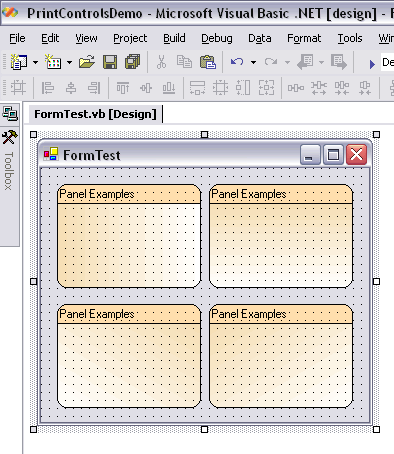 PrintControlsDemo - Microsoft Visual Basic .NET [design] - F
File Edit View Project Build Debug Data Format Tools Win
De
FormTest.vb [Design]
Toolbox
FormTest
Panel Examples Panel Examples
Panel Examples Panel Examples